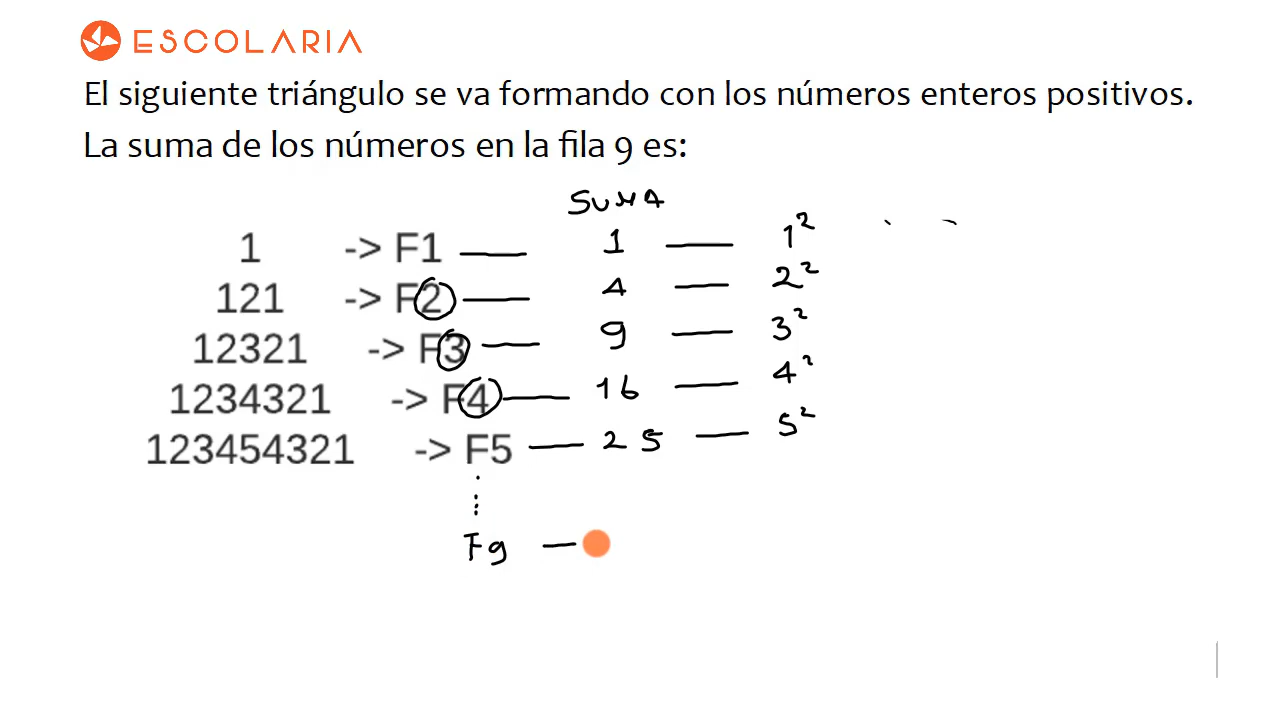 ESCOLARIA
El siguiente triángulo se va formando con los números enteros positivos.
La suma de los números en la fila 9 es:
SUMA
1 -> F1 — 1 — 1²
121 -> F2 — 4 — 2²
12321 -> F3 — 9 — 3²
1234321 -> F4 — 16 — 4²
123454321 -> F5 — 25 — 5²
F9 —